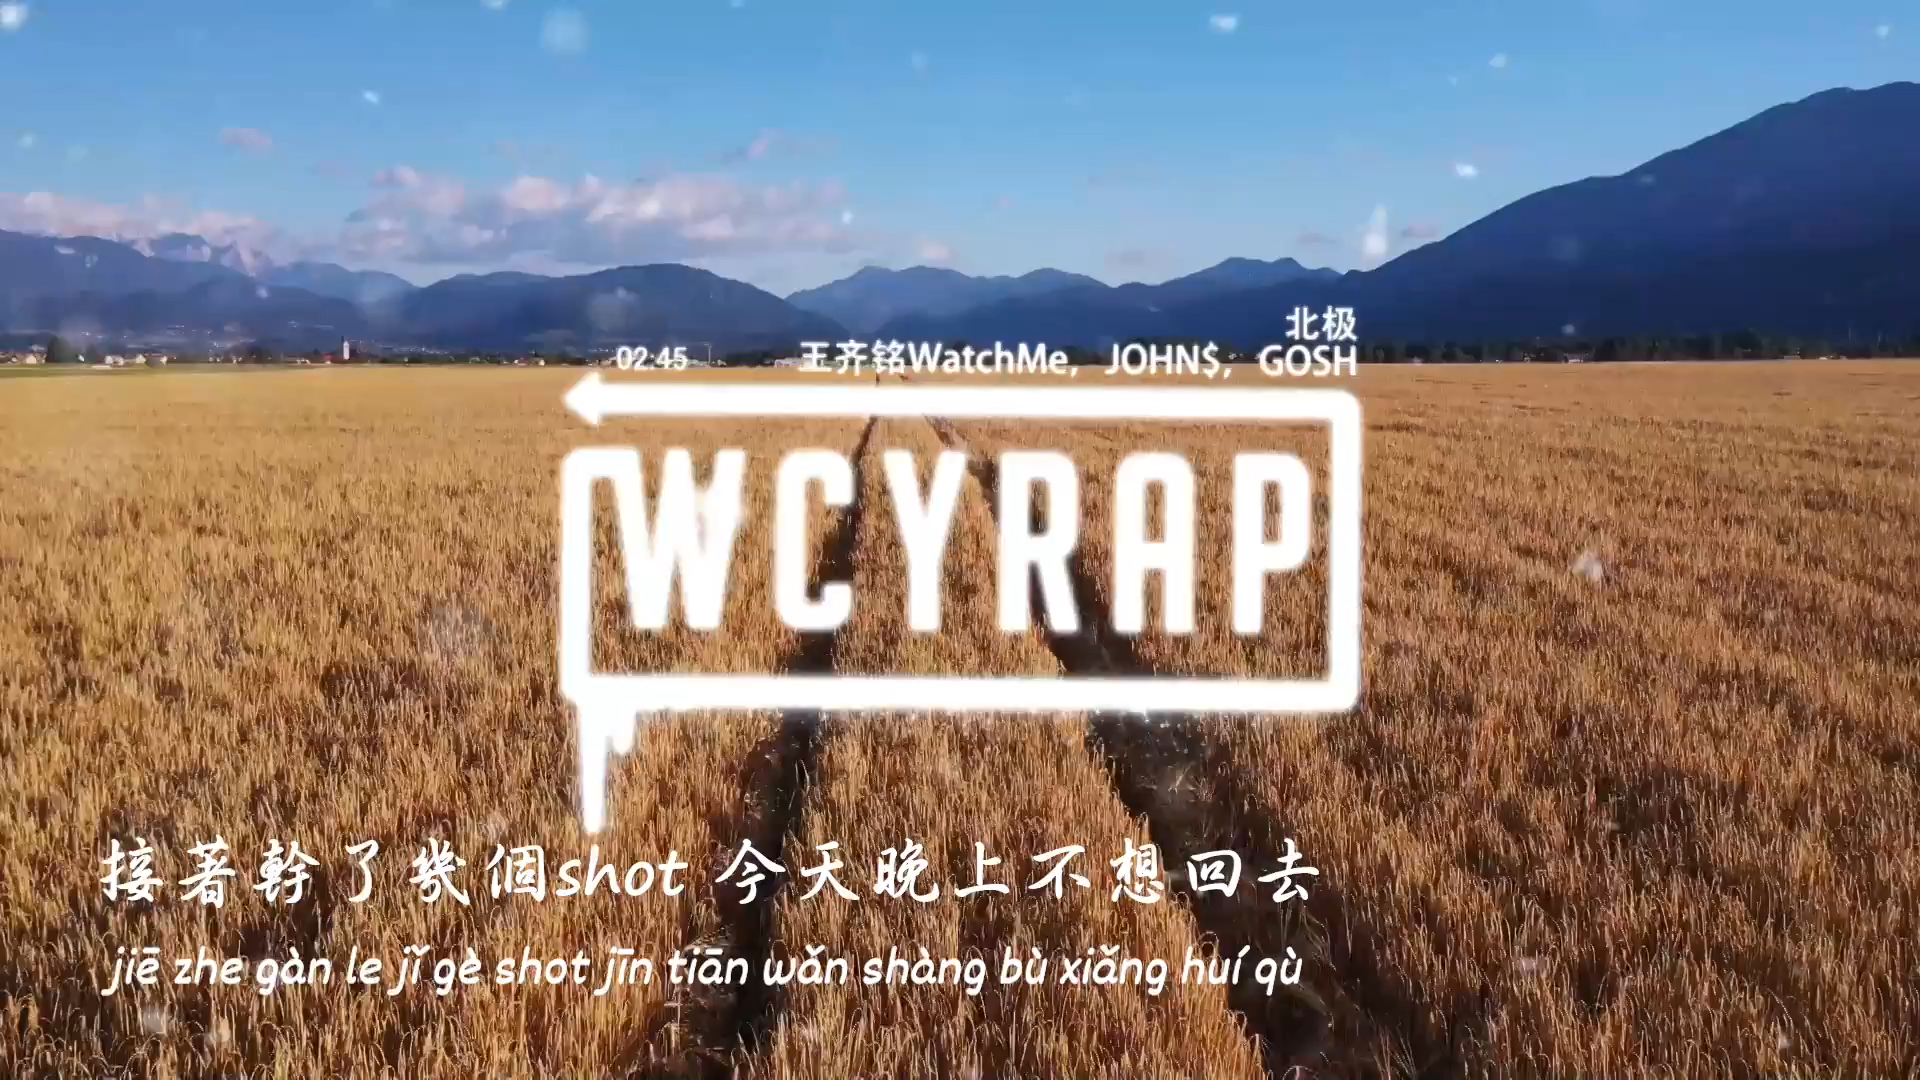 北极
02:45 王齐铭WatchMe, JOHN$, GOSH
WCYRAP
接著幹了幾個shot 今天晚上不想回去
jiē zhe gàn le jǐ gè shot jīn tiān wǎn shàng bù xiǎng huí qù